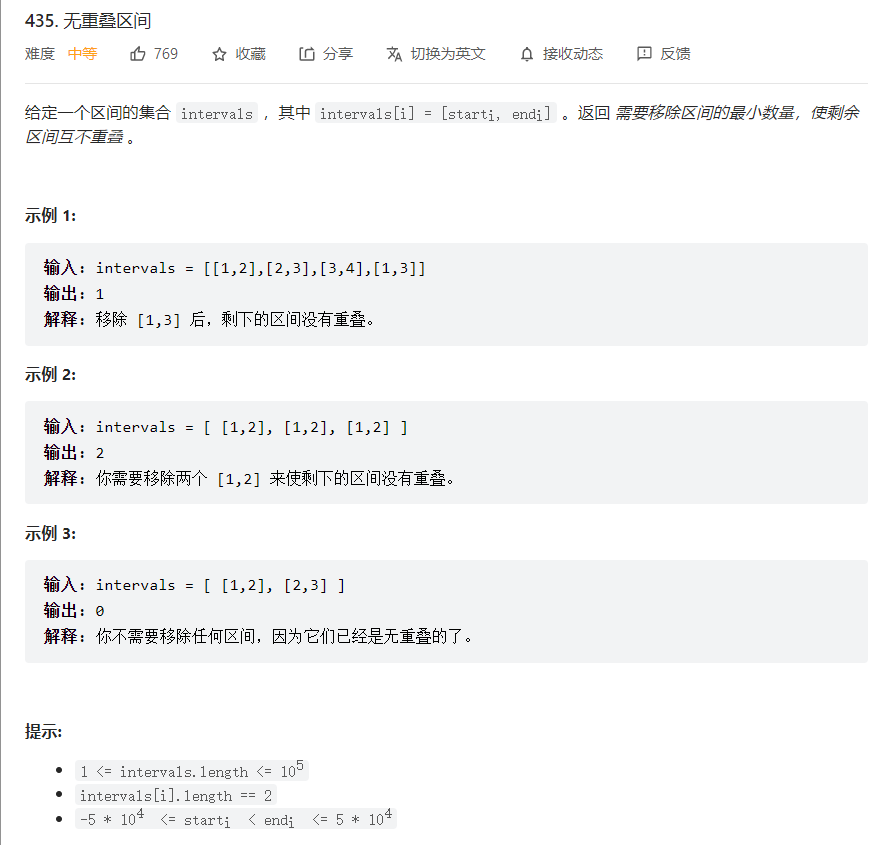 435. 无重叠区间
难度 中等 769 收藏 分享 切换为英文 接收动态 反馈
给定一个区间的集合 intervals ，其中 intervals[i] = [starti, endi] 。返回 需要移除区间的最小数量，使剩余
区间互不重叠 。
示例 1:
输入: intervals = [[1,2],[2,3],[3,4],[1,3]]
输出: 1
解释: 移除 [1,3] 后，剩下的区间没有重叠。
示例 2:
输入: intervals = [ [1,2], [1,2], [1,2] ]
输出: 2
解释: 你需要移除两个 [1,2] 来使剩下的区间没有重叠。
示例 3:
输入: intervals = [ [1,2], [2,3] ]
输出: 0
解释: 你不需要移除任何区间，因为它们已经是无重叠的了。
提示:
• 1 <= intervals.length <= 10^5
• intervals[i].length == 2
• -5 * 10^4 <= starti < endi <= 5 * 10^4